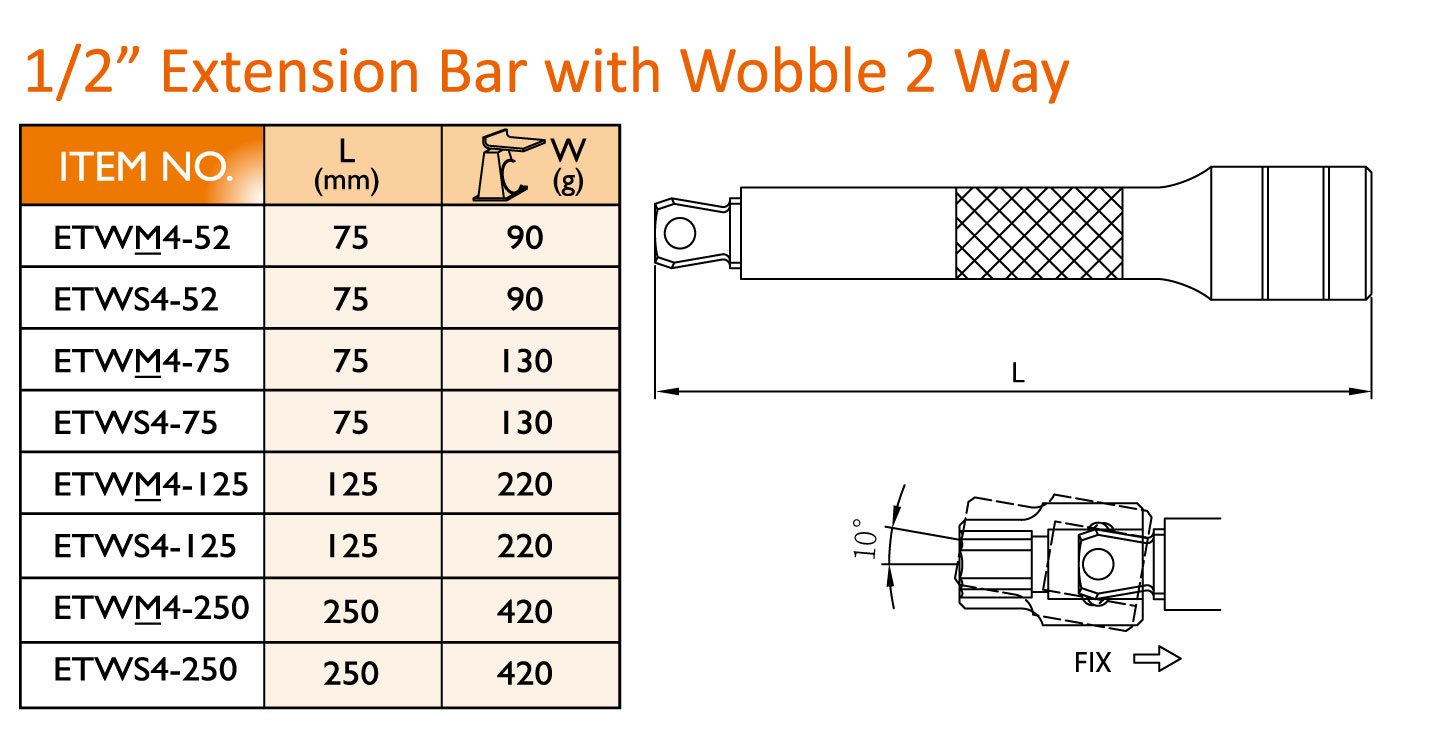 1/2” Extension Bar with Wobble 2 Way
ITEM NO. L (mm) W (g)
ETWM4-52 75 90
ETWS4-52 75 90
ETWM4-75 75 130
ETWS4-75 75 130
ETWM4-125 125 220
ETWS4-125 125 220
ETWM4-250 250 420
ETWS4-250 250 420
L
10°
FIX